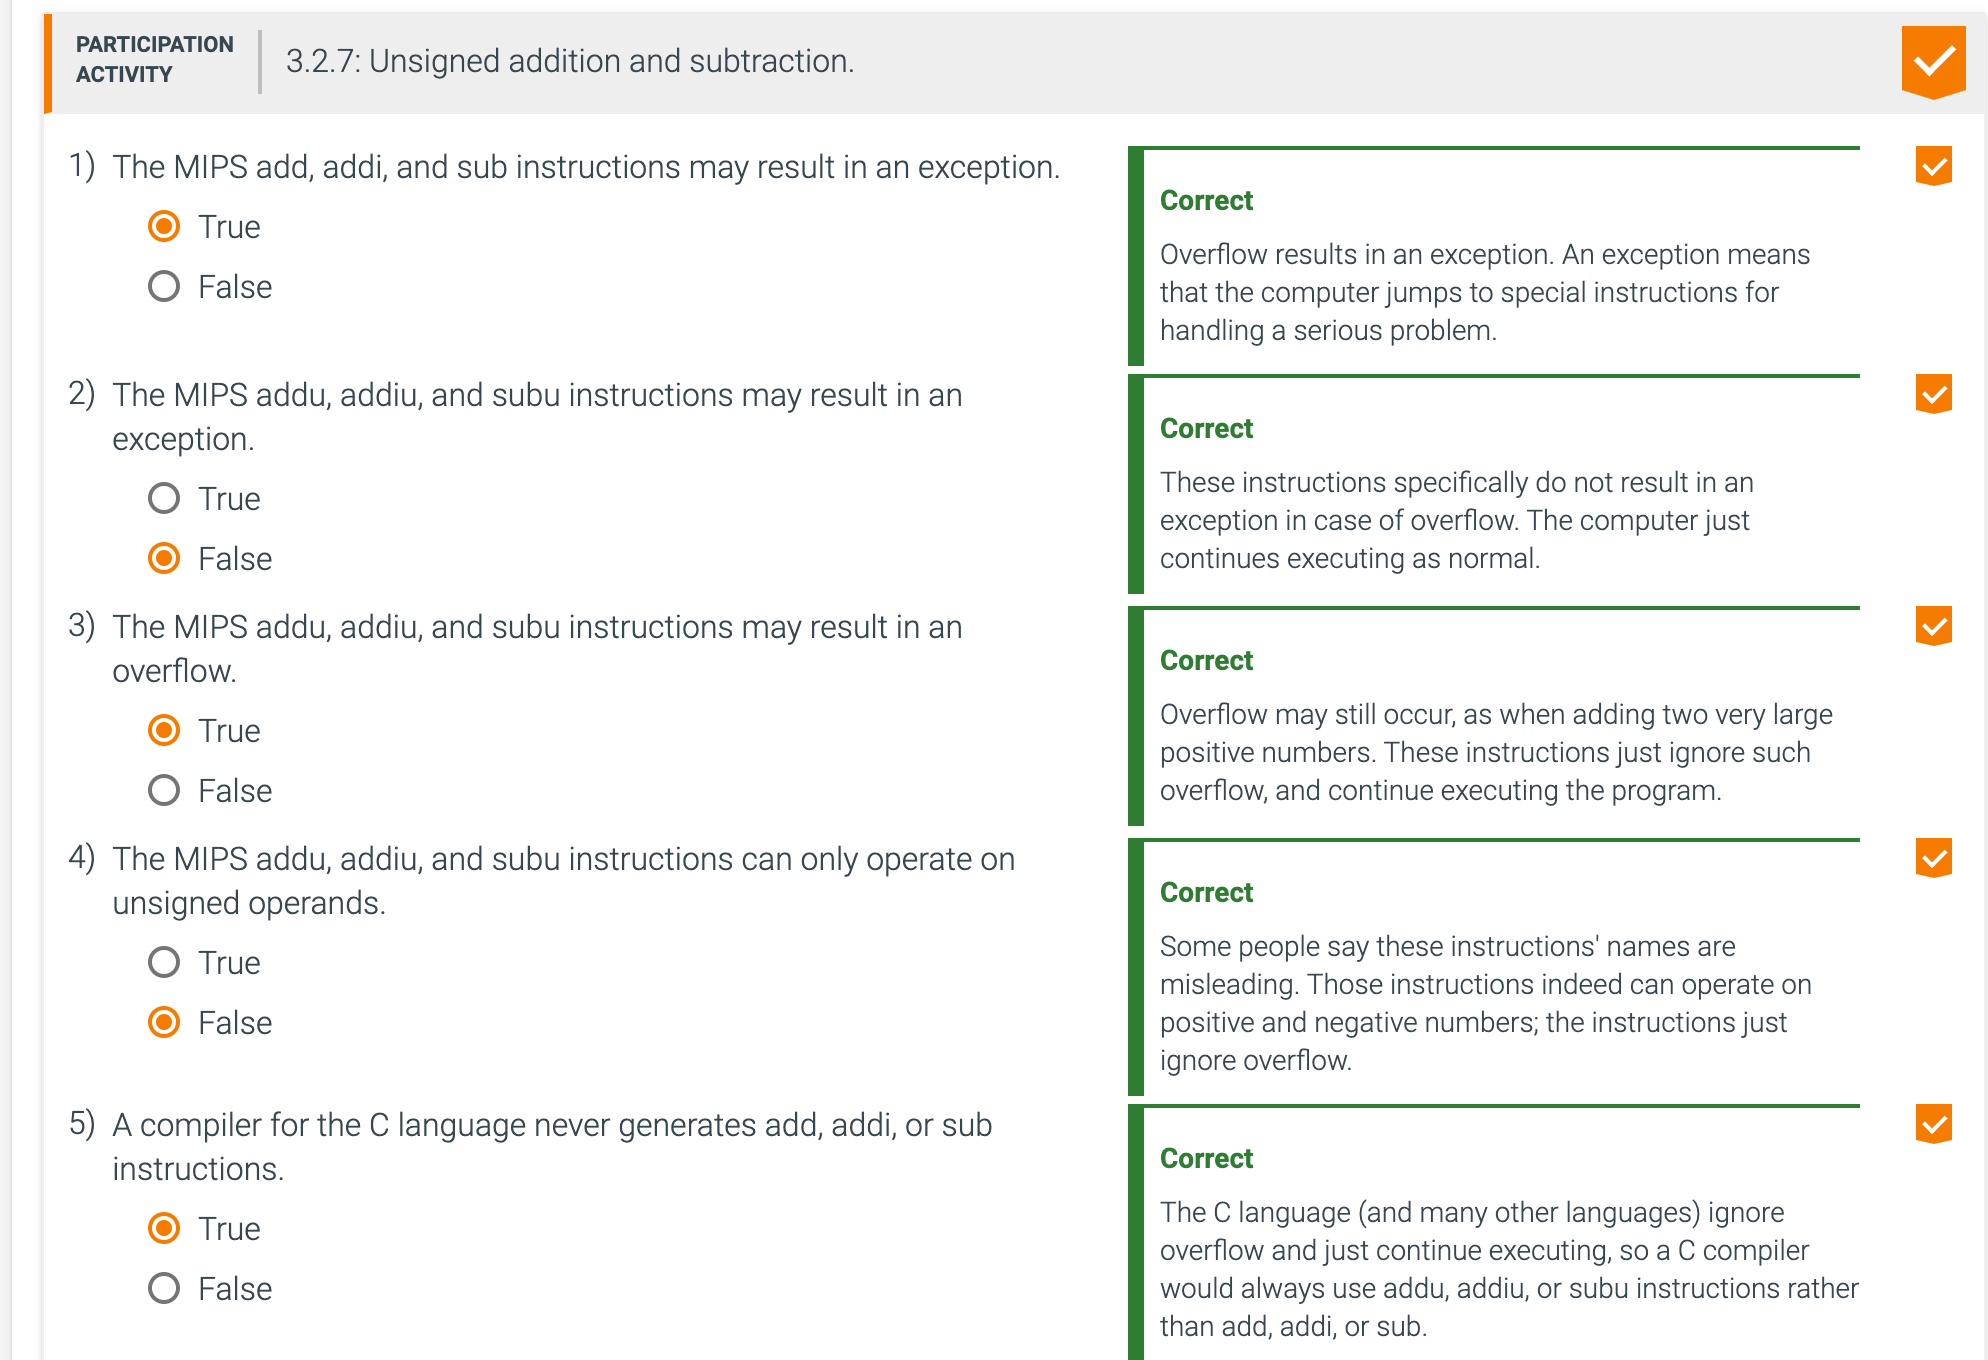 PARTICIPATION
ACTIVITY
3.2.7: Unsigned addition and subtraction.
1) The MIPS add, addi, and sub instructions may result in an exception.
True
False
Correct
Overflow results in an exception. An exception means
that the computer jumps to special instructions for
handling a serious problem.
2) The MIPS addu, addiu, and subu instructions may result in an
exception.
True
False
Correct
These instructions specifically do not result in an
exception in case of overflow. The computer just
continues executing as normal.
3) The MIPS addu, addiu, and subu instructions may result in an
overflow.
True
False
Correct
Overflow may still occur, as when adding two very large
positive numbers. These instructions just ignore such
overflow, and continue executing the program.
4) The MIPS addu, addiu, and subu instructions can only operate on
unsigned operands.
True
False
Correct
Some people say these instructions' names are
misleading. Those instructions indeed can operate on
positive and negative numbers; the instructions just
ignore overflow.
5) A compiler for the C language never generates add, addi, or sub
instructions.
True
False
Correct
The C language (and many other languages) ignore
overflow and just continue executing, so a C compiler
would always use addu, addiu, or subu instructions rather
than add, addi, or sub.